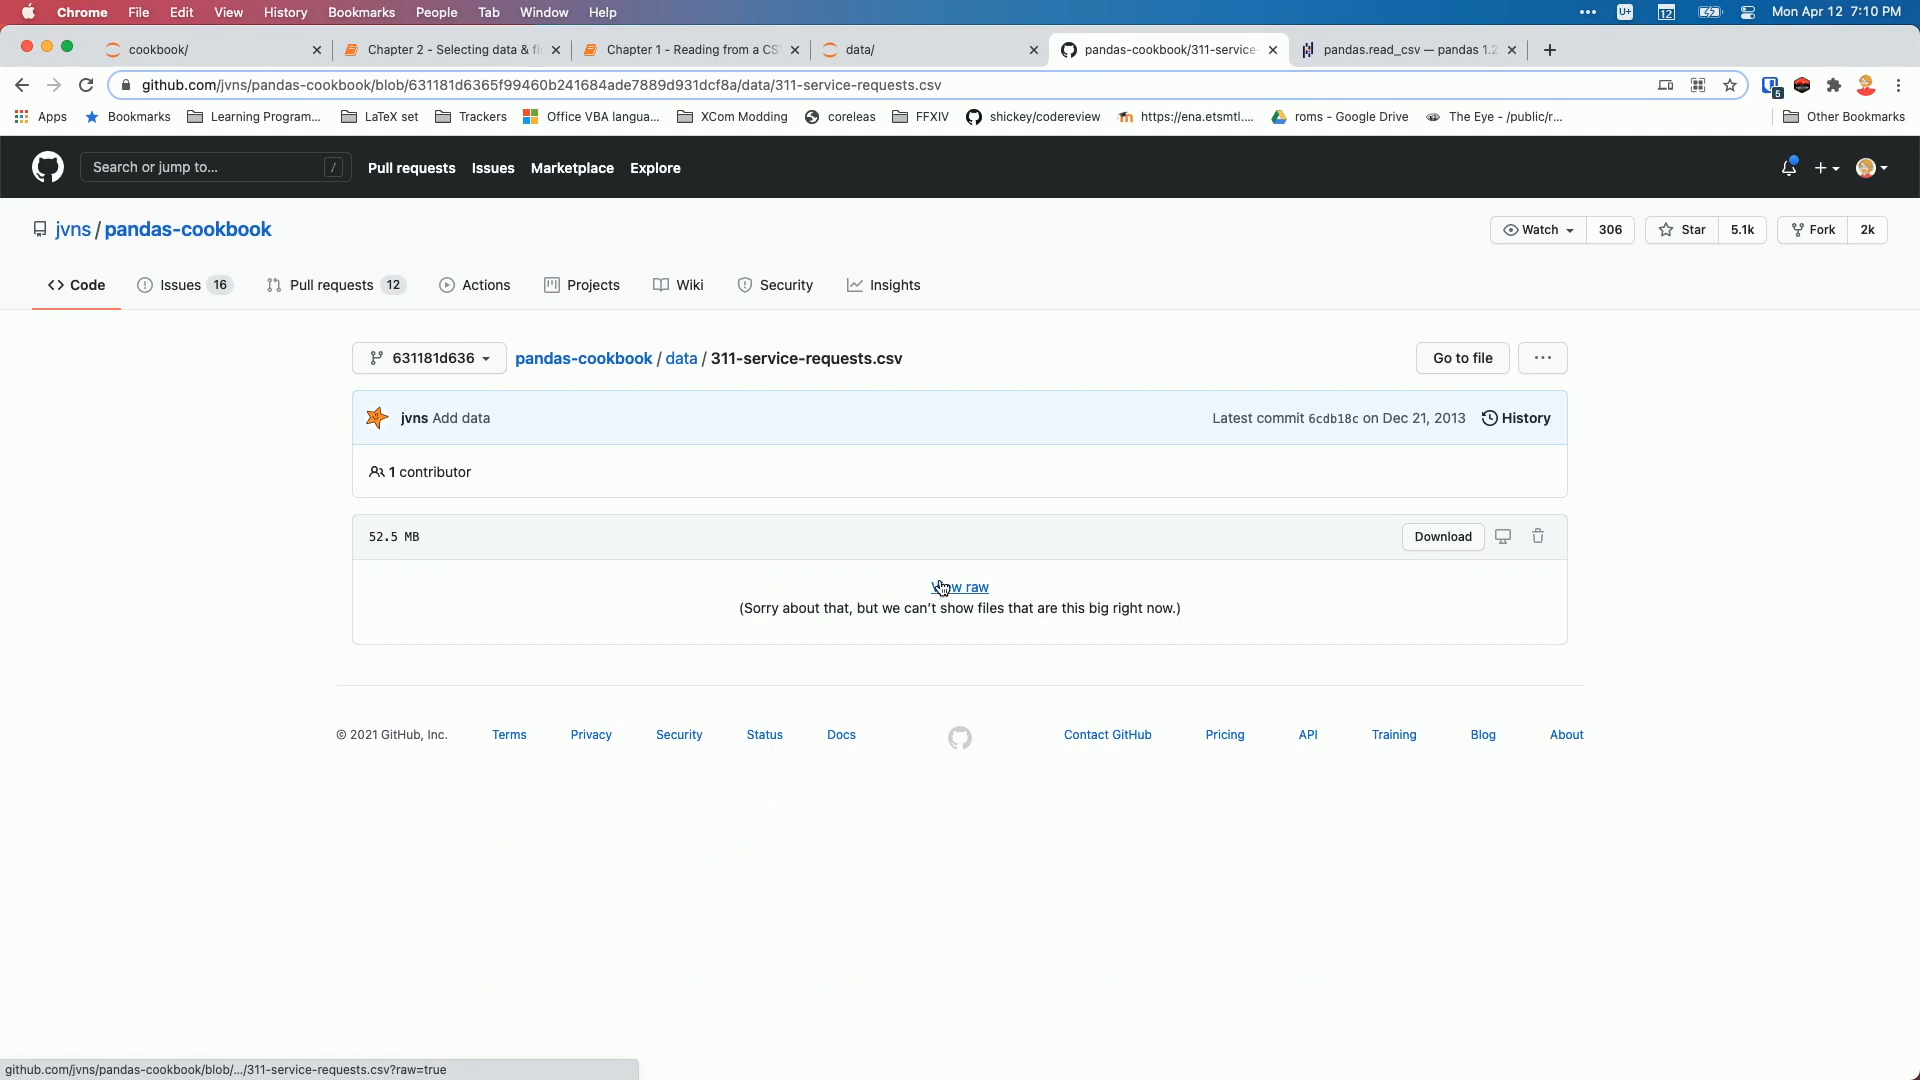 Chrome File Edit View History Bookmarks People Tab Window Help
U+ 12 Mon Apr 12 7:10 PM
cookbook/ Chapter 2 - Selecting data & fi Chapter 1 - Reading from a CS data/ pandas-cookbook/311-service- pandas.read_csv — pandas 1.2
github.com/jvns/pandas-cookbook/blob/631181d6365f99460b241684ade7889d931dcf8a/data/311-service-requests.csv
5
Apps Bookmarks Learning Program... LaTeX set Trackers Office VBA langua... XCom Modding coreleas FFXIV shickey/codereview https://ena.etsmtl.... roms - Google Drive The Eye - /public/r... Other Bookmarks
Search or jump to... / Pull requests Issues Marketplace Explore
jvns / pandas-cookbook
Watch 306 Star 5.1k Fork 2k
Code Issues 16 Pull requests 12 Actions Projects Wiki Security Insights
631181d636 pandas-cookbook / data / 311-service-requests.csv Go to file ...
jvns Add data Latest commit 6cdb18c on Dec 21, 2013 History
1 contributor
52.5 MB Download
raw
(Sorry about that, but we can't show files that are this big right now.)
© 2021 GitHub, Inc. Terms Privacy Security Status Docs Contact GitHub Pricing API Training Blog About
github.com/jvns/pandas-cookbook/blob/.../311-service-requests.csv?raw=true